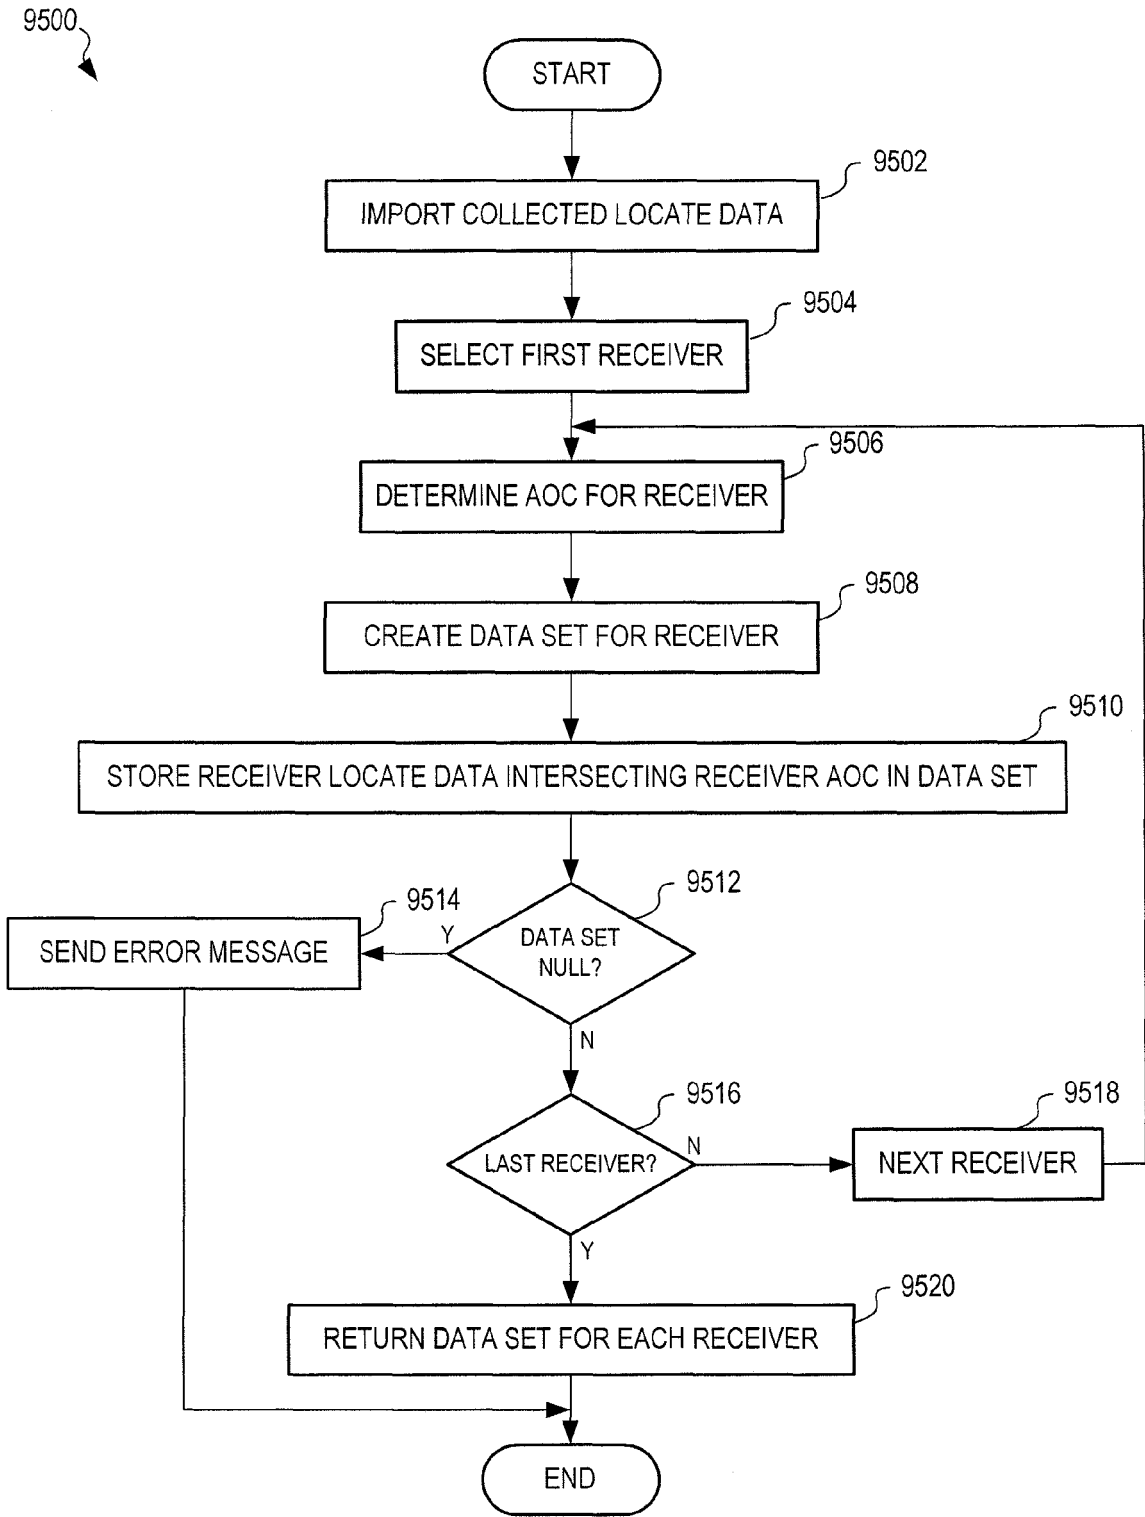 9500
START
9502
IMPORT COLLECTED LOCATE DATA
9504
SELECT FIRST RECEIVER
9506
DETERMINE AOC FOR RECEIVER
9508
CREATE DATA SET FOR RECEIVER
9510
STORE RECEIVER LOCATE DATA INTERSECTING RECEIVER AOC IN DATA SET
9512
9514
Y
DATA SET
NULL?
SEND ERROR MESSAGE
N
9516
9518
N
LAST RECEIVER?
NEXT RECEIVER
Y
9520
RETURN DATA SET FOR EACH RECEIVER
END